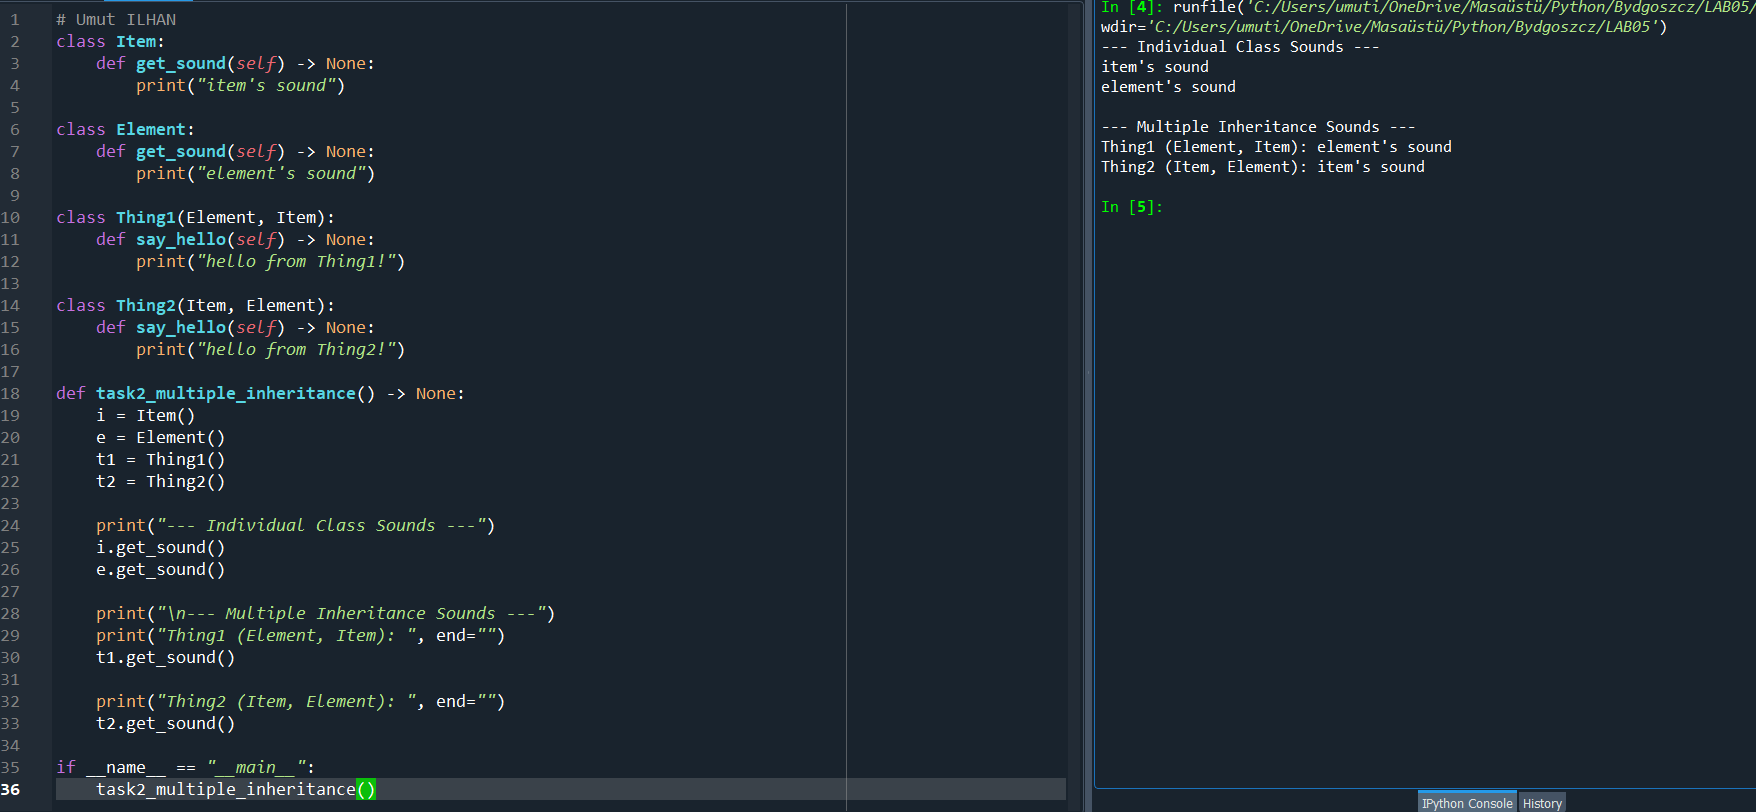 1 # Umut ILHAN
2 class Item:
3     def get_sound(self) -> None:
4         print("item's sound")
5
6 class Element:
7     def get_sound(self) -> None:
8         print("element's sound")
9
10 class Thing1(Element, Item):
11     def say_hello(self) -> None:
12         print("hello from Thing1!")
13
14 class Thing2(Item, Element):
15     def say_hello(self) -> None:
16         print("hello from Thing2!")
17
18 def task2_multiple_inheritance() -> None:
19     i = Item()
20     e = Element()
21     t1 = Thing1()
22     t2 = Thing2()
23
24     print("--- Individual Class Sounds ---")
25     i.get_sound()
26     e.get_sound()
27
28     print("\n--- Multiple Inheritance Sounds ---")
29     print("Thing1 (Element, Item): ", end="")
30     t1.get_sound()
31
32     print("Thing2 (Item, Element): ", end="")
33     t2.get_sound()
34
35 if __name__ == "__main__":
36     task2_multiple_inheritance()
In [4]: runfile('C:/Users/umuti/OneDrive/Masaüstü/Python/Bydgoszcz/LAB05/
wdir='C:/Users/umuti/OneDrive/Masaüstü/Python/Bydgoszcz/LAB05')
--- Individual Class Sounds ---
item's sound
element's sound

--- Multiple Inheritance Sounds ---
Thing1 (Element, Item): element's sound
Thing2 (Item, Element): item's sound

In [5]:
IPython Console History